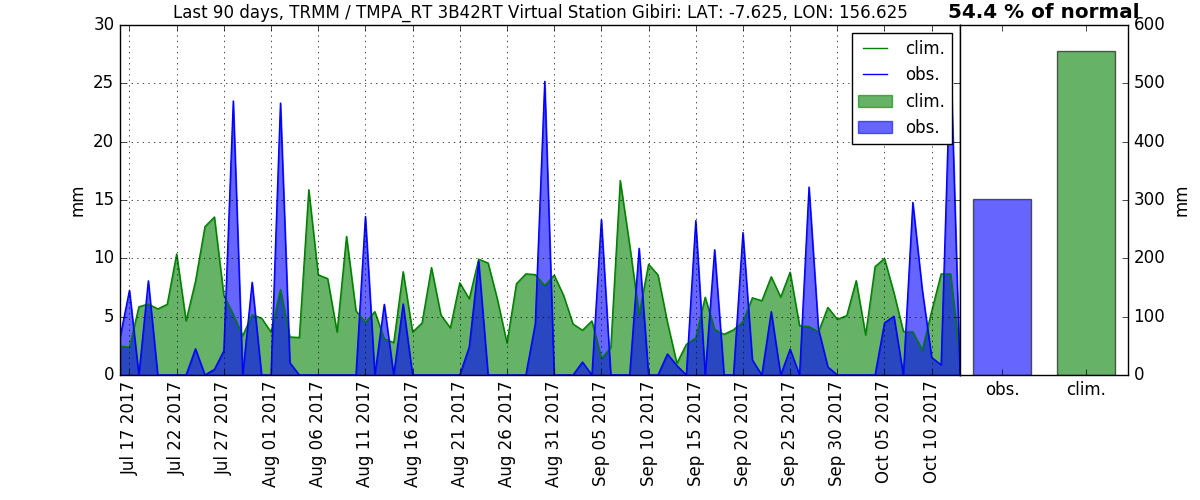 Last 90 days, TRMM / TMPA_RT 3B42RT Virtual Station Gibiri: LAT: -7.625, LON: 156.625
54.4 % of normal
30
25
20
15
10
5
0
mm
clim.
obs.
clim.
obs.
600
500
400
300
200
100
0
mm
Jul 17 2017
Jul 22 2017
Jul 27 2017
Aug 01 2017
Aug 06 2017
Aug 11 2017
Aug 16 2017
Aug 21 2017
Aug 26 2017
Aug 31 2017
Sep 05 2017
Sep 10 2017
Sep 15 2017
Sep 20 2017
Sep 25 2017
Sep 30 2017
Oct 05 2017
Oct 10 2017
obs.
clim.